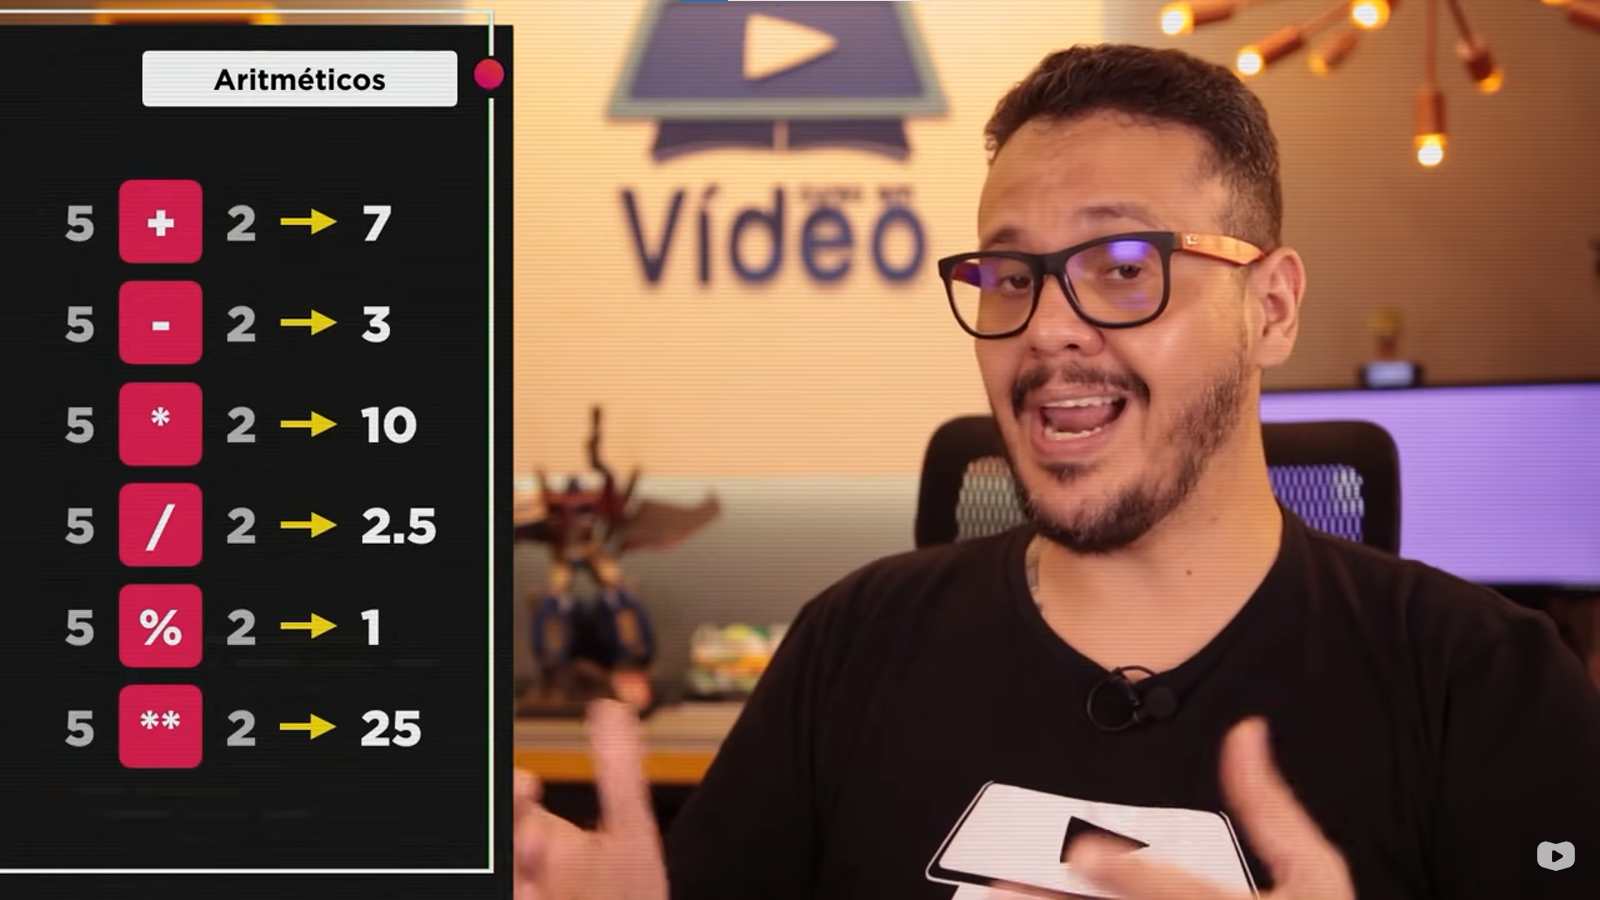 Aritméticos
5 + 2 → 7
5 - 2 → 3
5 * 2 → 10
5 / 2 → 2.5
5 % 2 → 1
5 ** 2 → 25
Vídeo